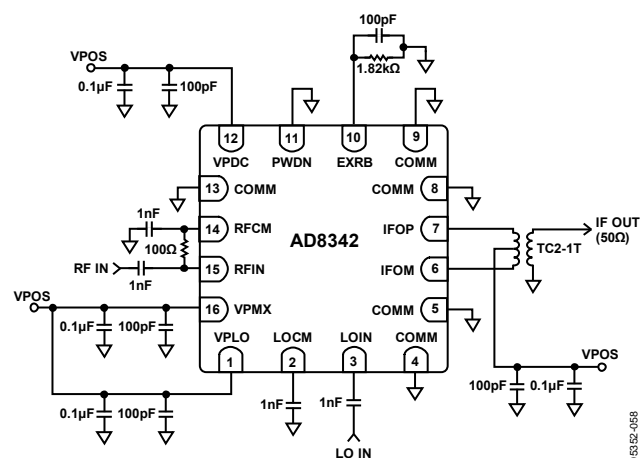 100pF
1.82kΩ
VPOS
0.1µF
100pF
12
11
10
9
VPDC
PWDN
EXRB
COMM
13
COMM
COMM
8
1nF
14
RFCM
IFOP
7
100Ω
AD8342
TC2-1T
IF OUT
(50Ω)
RF IN
1nF
15
RFIN
IFOM
6
VPOS
16
VPMX
COMM
5
0.1µF
100pF
VPLO
LOCM
LOIN
COMM
1
2
3
4
VPOS
0.1µF
100pF
1nF
1nF
100pF
0.1µF
LO IN
05352-058